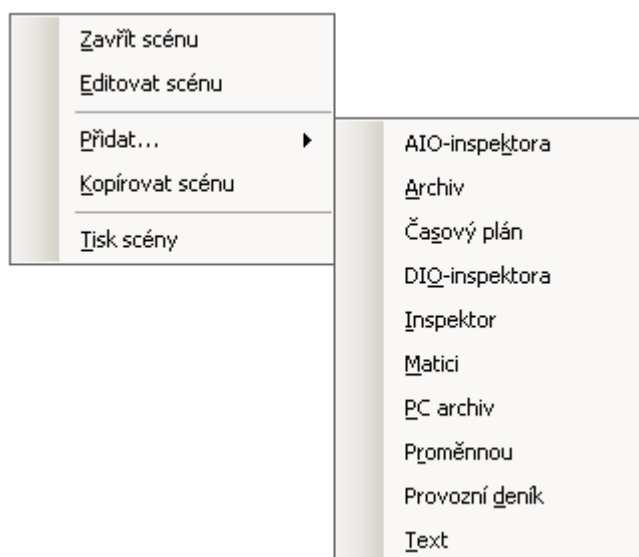 Zavřít scénu
Editovat scénu
Přidat...
Kopírovat scénu
Tisk scény
AIO-inspektora
Archiv
Časový plán
DIO-inspektora
Inspektor
Matici
PC archiv
Proměnnou
Provozní deník
Text